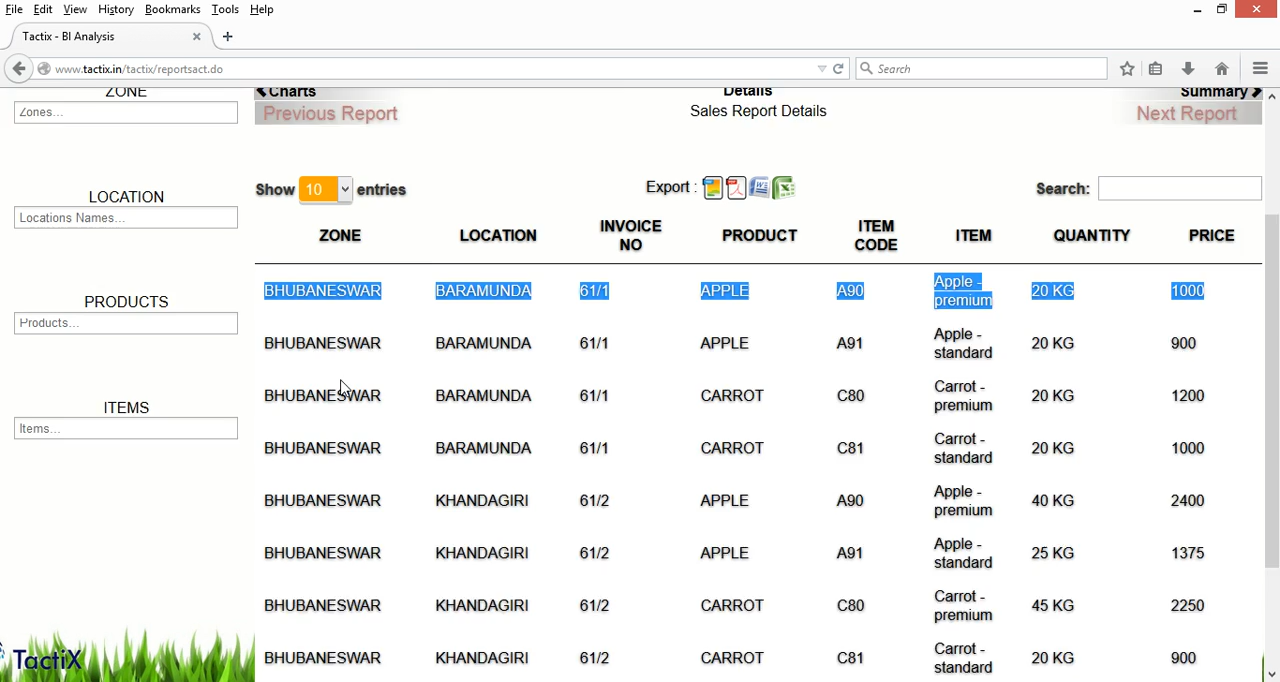 File Edit View History Bookmarks Tools Help
Tactix - BI Analysis
www.tactix.in/tactix/reportsact.do
Search
ZONE
Zones...
LOCATION
Locations Names...
PRODUCTS
Products...
ITEMS
Items...
TactiX
Charts Details Summary
Previous Report Sales Report Details Next Report
Show 10 entries Export : Search:
ZONE LOCATION INVOICE NO PRODUCT ITEM CODE ITEM QUANTITY PRICE
BHUBANESWAR BARAMUNDA 61/1 APPLE A90 Apple - premium 20 KG 1000
BHUBANESWAR BARAMUNDA 61/1 APPLE A91 Apple - standard 20 KG 900
BHUBANESWAR BARAMUNDA 61/1 CARROT C80 Carrot - premium 20 KG 1200
BHUBANESWAR BARAMUNDA 61/1 CARROT C81 Carrot - standard 20 KG 1000
BHUBANESWAR KHANDAGIRI 61/2 APPLE A90 Apple - premium 40 KG 2400
BHUBANESWAR KHANDAGIRI 61/2 APPLE A91 Apple - standard 25 KG 1375
BHUBANESWAR KHANDAGIRI 61/2 CARROT C80 Carrot - premium 45 KG 2250
BHUBANESWAR KHANDAGIRI 61/2 CARROT C81 Carrot - standard 20 KG 900